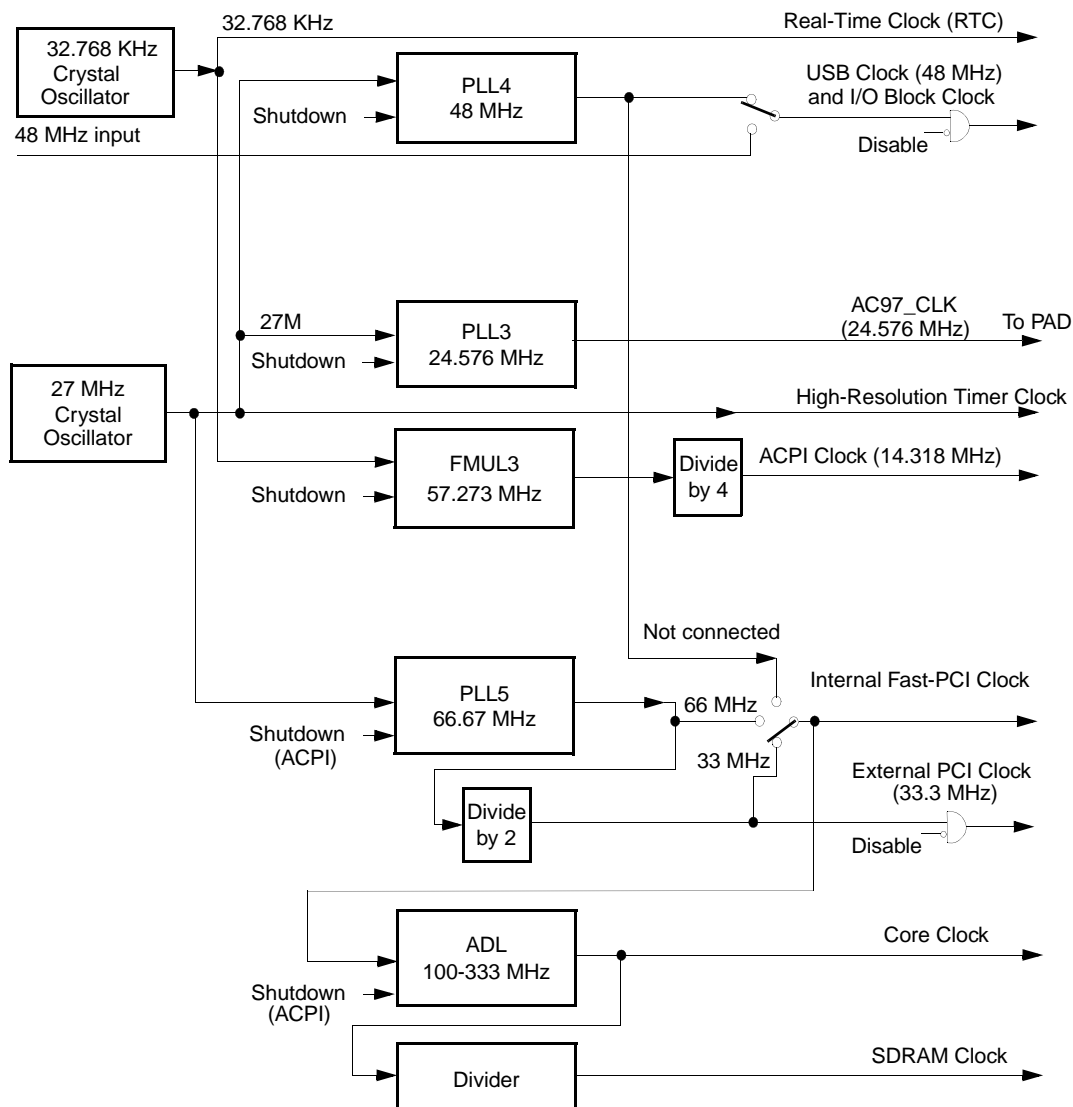 32.768 KHz
Real-Time Clock (RTC)
32.768 KHz
Crystal
Oscillator
PLL4
48 MHz
USB Clock (48 MHz)
and I/O Block Clock
Shutdown
48 MHz input
Disable
27M
PLL3
24.576 MHz
AC97_CLK
(24.576 MHz)
To PAD
Shutdown
27 MHz
Crystal
Oscillator
High-Resolution Timer Clock
FMUL3
57.273 MHz
Divide
by 4
ACPI Clock (14.318 MHz)
Shutdown
Not connected
PLL5
66.67 MHz
66 MHz
Internal Fast-PCI Clock
Shutdown
(ACPI)
33 MHz
External PCI Clock
(33.3 MHz)
Divide
by 2
Disable
ADL
100-333 MHz
Core Clock
Shutdown
(ACPI)
Divider
SDRAM Clock